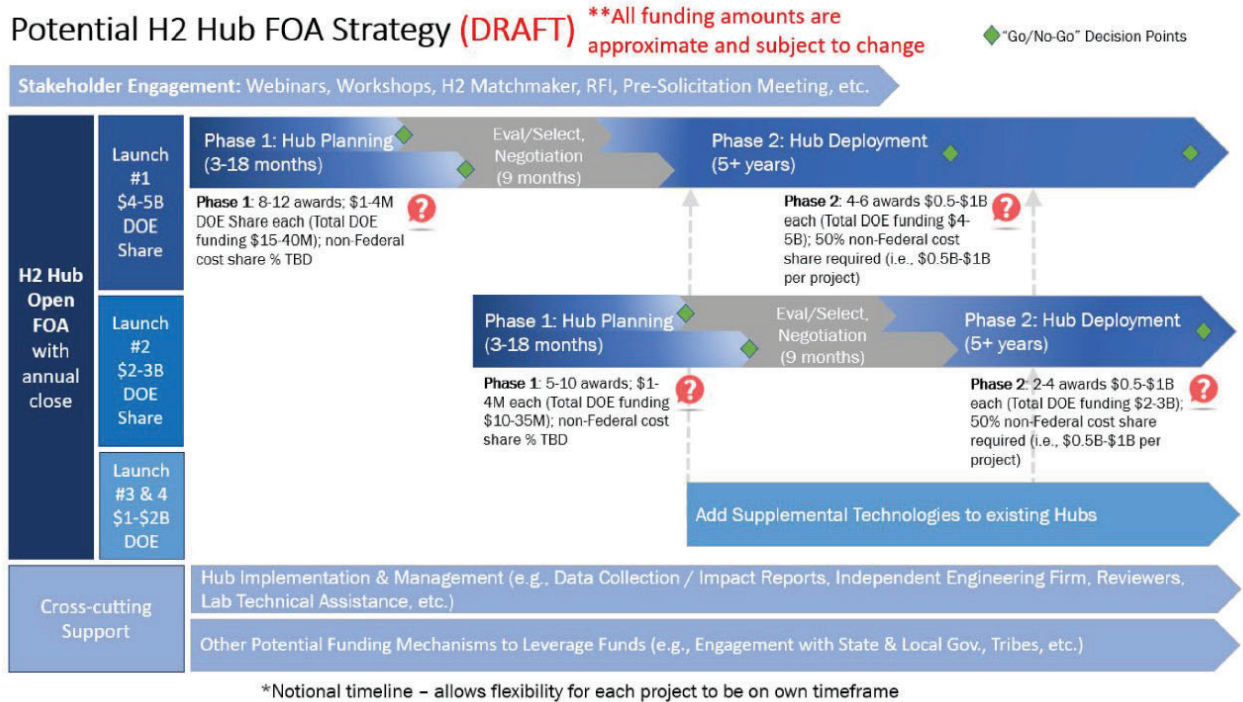 Potential H2 Hub FOA Strategy (DRAFT)
**All funding amounts are
approximate and subject to change
"Go/No-Go" Decision Points
Stakeholder Engagement: Webinars, Workshops, H2 Matchmaker, RFI, Pre-Solicitation Meeting, etc.
H2 Hub
Open
FOA
with
annual
close
Launch
#1
$4-5B
DOE
Share
Phase 1: Hub Planning
(3-18 months)
Eval/Select,
Negotiation
(9 months)
Phase 2: Hub Deployment
(5+ years)
Phase 1: 8-12 awards; $1-4M
DOE Share each (Total DOE
funding $15-40M); non-Federal
cost share % TBD
?
Phase 2: 4-6 awards $0.5-$1B
each (Total DOE funding $4-
5B); 50% non-Federal cost
share required (i.e., $0.5B-$1B
per project)
?
Launch
#2
$2-3B
DOE
Share
Phase 1: Hub Planning
(3-18 months)
Eval/Select,
Negotiation
(9 months)
Phase 2: Hub Deployment
(5+ years)
Phase 1: 5-10 awards; $1-
4M each (Total DOE funding
$10-35M); non-Federal cost
share % TBD
?
Phase 2: 2-4 awards $0.5-$1B
each (Total DOE funding $2-3B);
50% non-Federal cost share
required (i.e., $0.5B-$1B per
project)
?
Launch
#3 & 4
$1-$2B
DOE
Add Supplemental Technologies to existing Hubs
Cross-cutting
Support
Hub Implementation & Management (e.g., Data Collection / Impact Reports, Independent Engineering Firm, Reviewers,
Lab Technical Assistance, etc.)
Other Potential Funding Mechanisms to Leverage Funds (e.g., Engagement with State & Local Gov., Tribes, etc.)
*Notional timeline – allows flexibility for each project to be on own timeframe